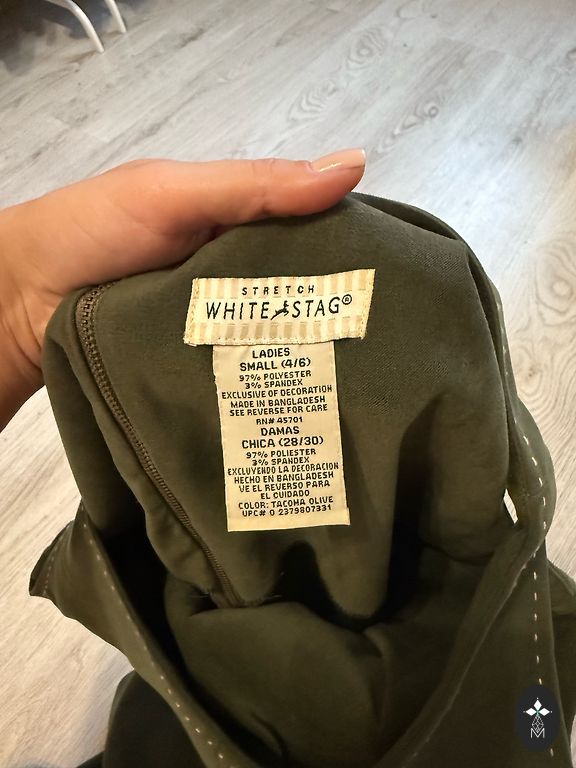 STRETCH
WHITE STAG®
LADIES
SMALL (4/6)
97% POLYESTER
3% SPANDEX
EXCLUSIVE OF DECORATION
MADE IN BANGLADESH
SEE REVERSE FOR CARE
RN# 45701
DAMAS
CHICA (28/30)
97% POLIESTER
3% SPANDEX
EXCLUYENDO LA DECORACION
HECHO EN BANGLADESH
VE EL REVERSO PARA
EL CUIDADO
COLOR: TACOMA OLIVE
UPC# 0 2379807331
M